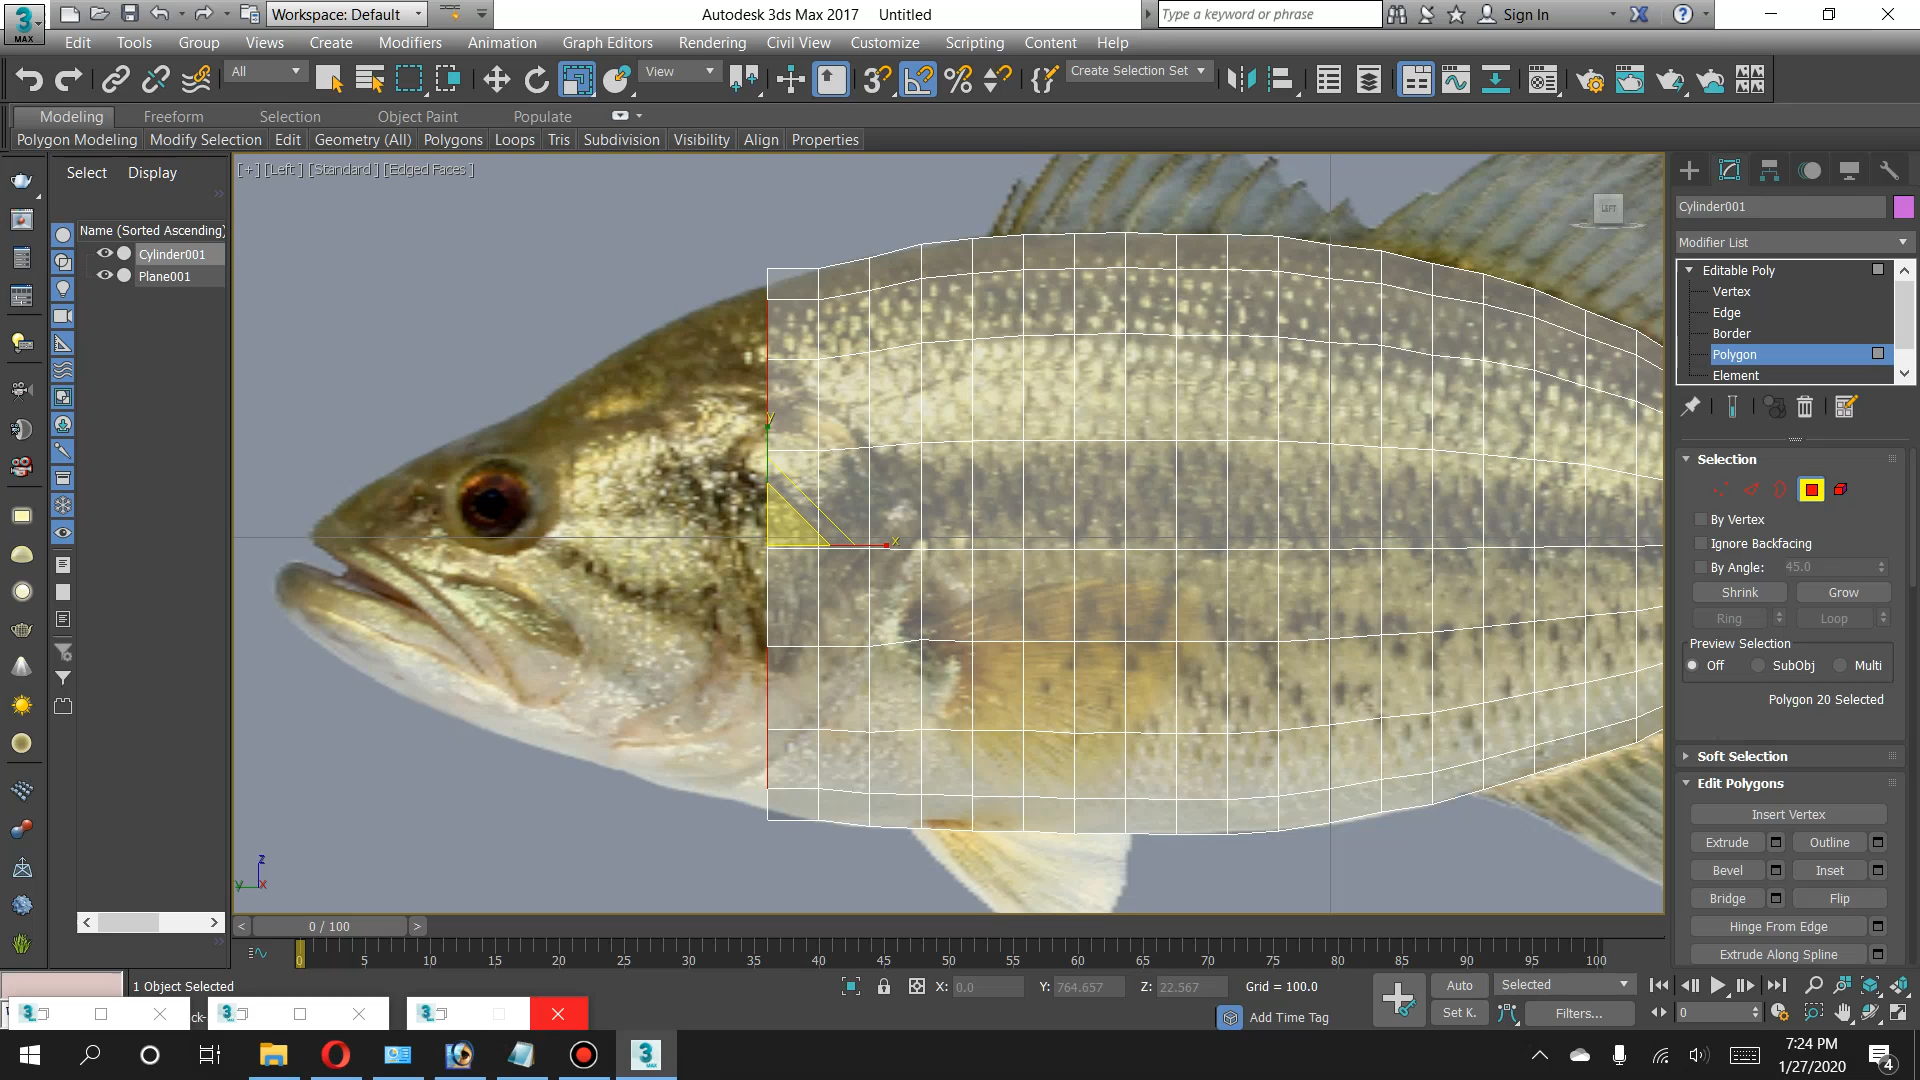 3 MAX
Workspace: Default
Autodesk 3ds Max 2017 Untitled
Type a keyword or phrase
Sign In
Edit Tools Group Views Create Modifiers Animation Graph Editors Rendering Civil View Customize Scripting Content Help
All
View
Create Selection Set
Modeling Freeform Selection Object Paint Populate
Polygon Modeling Modify Selection Edit Geometry (All) Polygons Loops Tris Subdivision Visibility Align Properties
Select Display
[ + ] [Left ] [Standard ] [Edged Faces ]
LEFT
Name (Sorted Ascending)
Cylinder001
Plane001
y
x
z
y x
Cylinder001
Modifier List
Editable Poly
Vertex
Edge
Border
Polygon
Element
Selection
By Vertex
Ignore Backfacing
By Angle: 45.0
Shrink Grow
Ring Loop
Preview Selection
Off SubObj Multi
Polygon 20 Selected
Soft Selection
Edit Polygons
Insert Vertex
Extrude Outline
Bevel Inset
Bridge Flip
Hinge From Edge
Extrude Along Spline
< 0 / 100 >
0 5 10 15 20 25 30 35 40 45 50 55 60 65 70 75 80 85 90 95 100
1 Object Selected
X: 0.0 Y: 764.657 Z: 22.567 Grid = 100.0
Auto Selected
ck-
Add Time Tag
Set K. Filters... 0
7:24 PM
1/27/2020
4